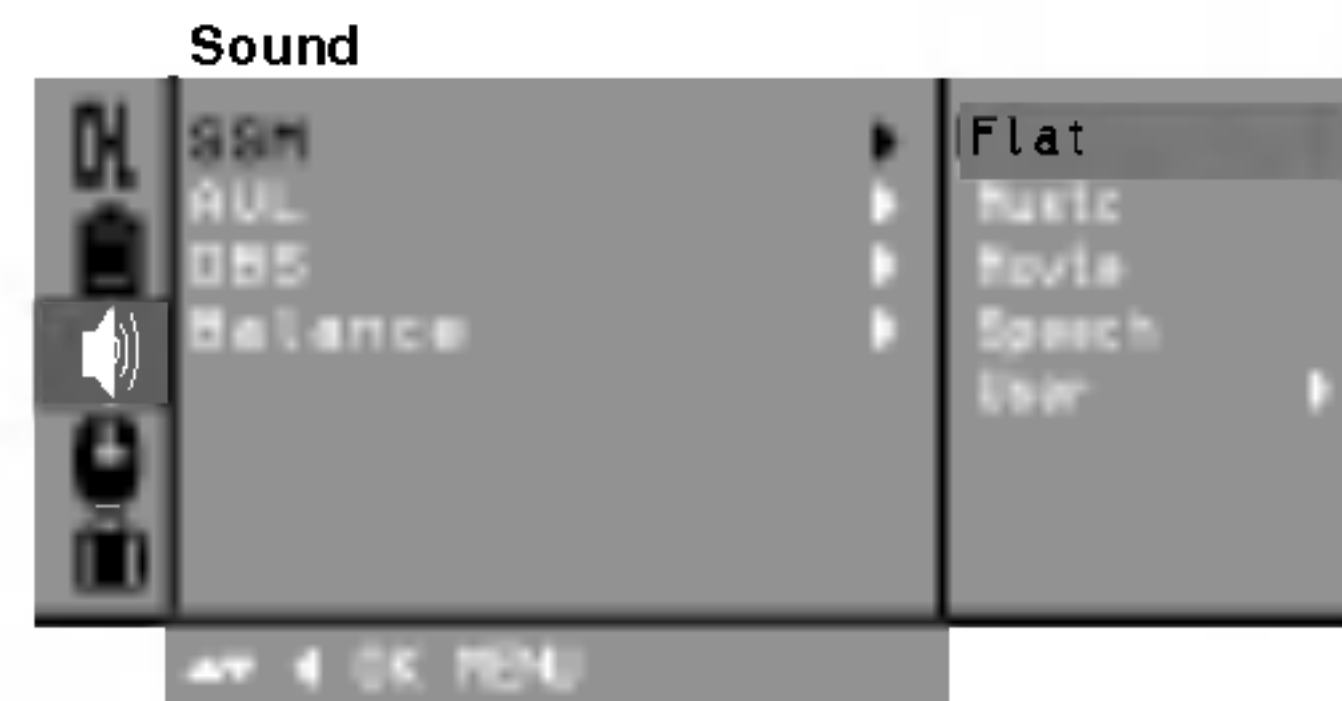 Sound
SSM
AVL
DBS
Balance
Flat
Music
Movie
Speech
User
OK MENU